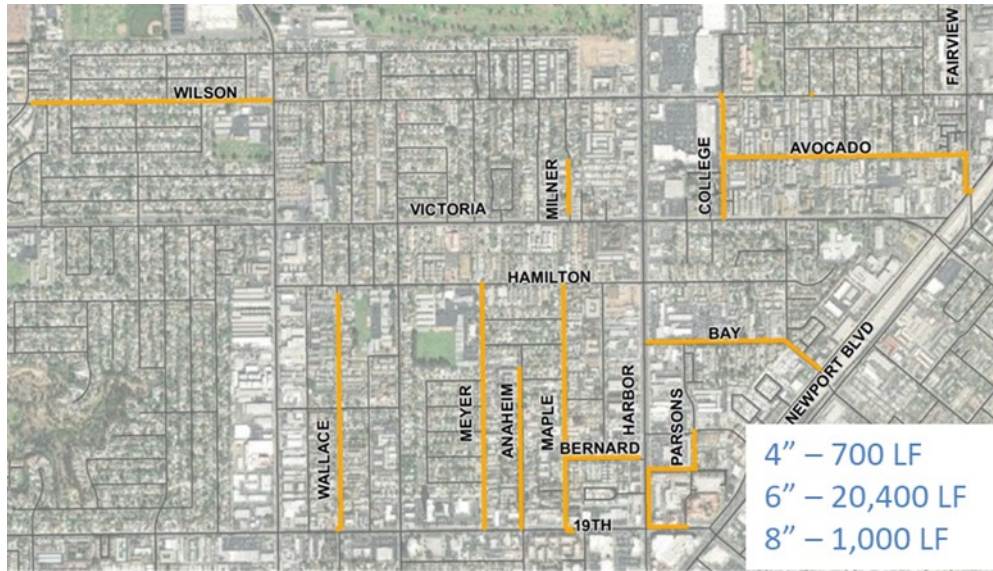 FAIRVIEW
WILSON
COLLEGE
AVOCADO
MILNER
VICTORIA
HAMILTON
BAY
NEWPORT BLVD
WALLACE
MEYER
ANAHEIM
MAPLE
HARBOR
PARSONS
BERNARD
19TH
4” – 700 LF
6” – 20,400 LF
8” – 1,000 LF